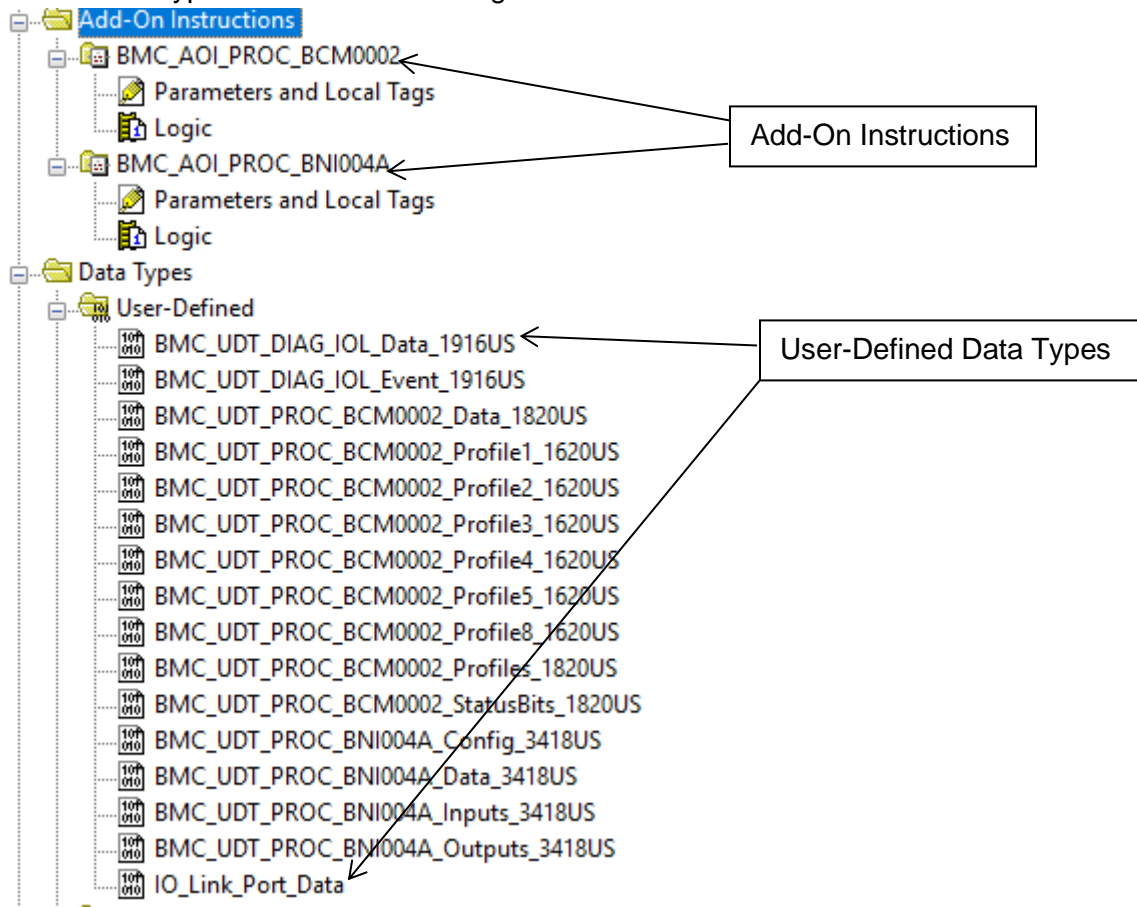 Add-On Instructions
BMC_AOI_PROC_BCM0002
Parameters and Local Tags
Logic
Add-On Instructions
BMC_AOI_PROC_BNI004A
Parameters and Local Tags
Logic
Data Types
User-Defined
BMC_UDT_DIAG_IOL_Data_1916US
User-Defined Data Types
BMC_UDT_DIAG_IOL_Event_1916US
BMC_UDT_PROC_BCM0002_Data_1820US
BMC_UDT_PROC_BCM0002_Profile1_1620US
BMC_UDT_PROC_BCM0002_Profile2_1620US
BMC_UDT_PROC_BCM0002_Profile3_1620US
BMC_UDT_PROC_BCM0002_Profile4_1620US
BMC_UDT_PROC_BCM0002_Profile5_1620US
BMC_UDT_PROC_BCM0002_Profile8_1620US
BMC_UDT_PROC_BCM0002_Profiles_1820US
BMC_UDT_PROC_BCM0002_StatusBits_1820US
BMC_UDT_PROC_BNI004A_Config_3418US
BMC_UDT_PROC_BNI004A_Data_3418US
BMC_UDT_PROC_BNI004A_Inputs_3418US
BMC_UDT_PROC_BNI004A_Outputs_3418US
IO_Link_Port_Data